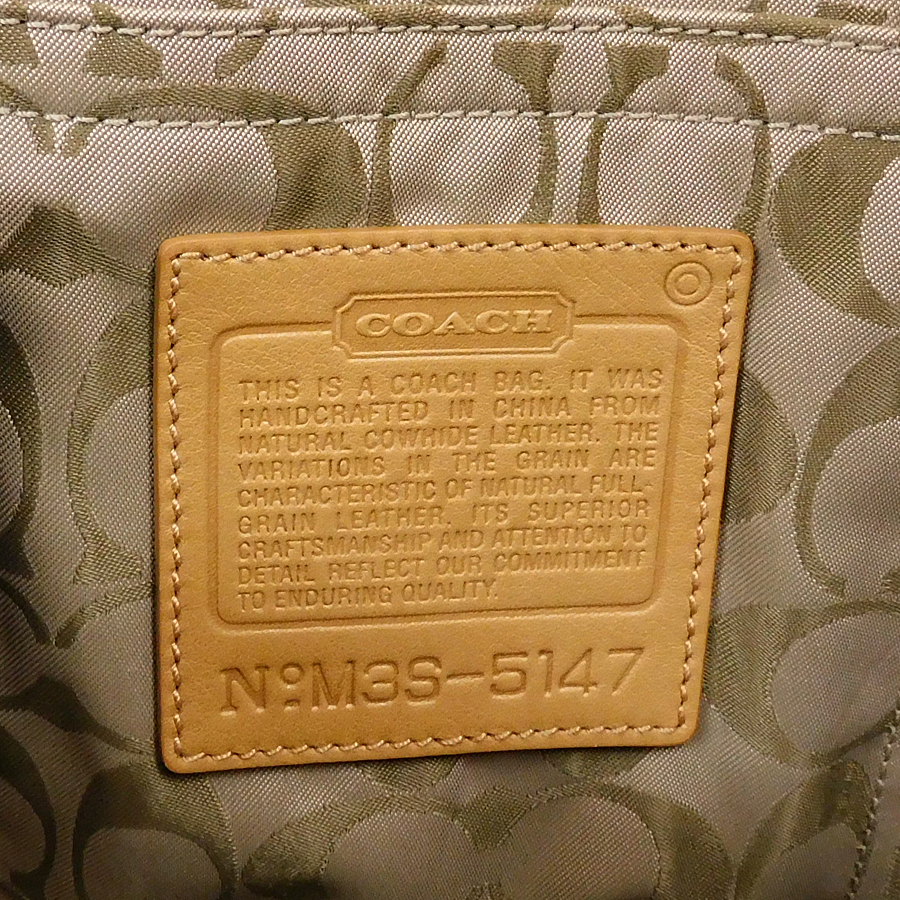 COACH
THIS IS A COACH BAG. IT WAS
HANDCRAFTED IN CHINA FROM
NATURAL COWHIDE LEATHER. THE
VARIATIONS IN THE GRAIN ARE
CHARACTERISTIC OF NATURAL FULL-
GRAIN LEATHER. ITS SUPERIOR
CRAFTSMANSHIP AND ATTENTION TO
DETAIL REFLECT OUR COMMITMENT
TO ENDURING QUALITY.
No:M3S-5147